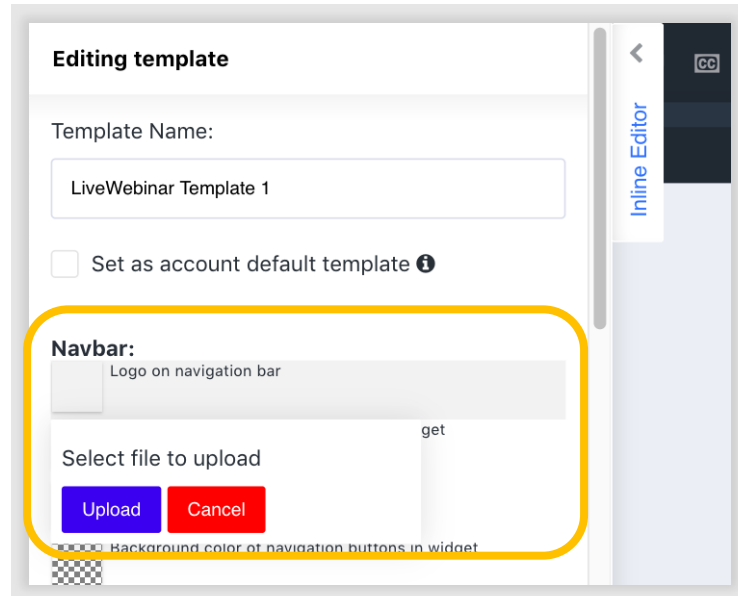 Editing template
CC
Inline Editor
Template Name:
LiveWebinar Template 1
Set as account default template
Navbar:
Logo on navigation bar
get
Select file to upload
Upload
Cancel
Background color of navigation buttons in widget